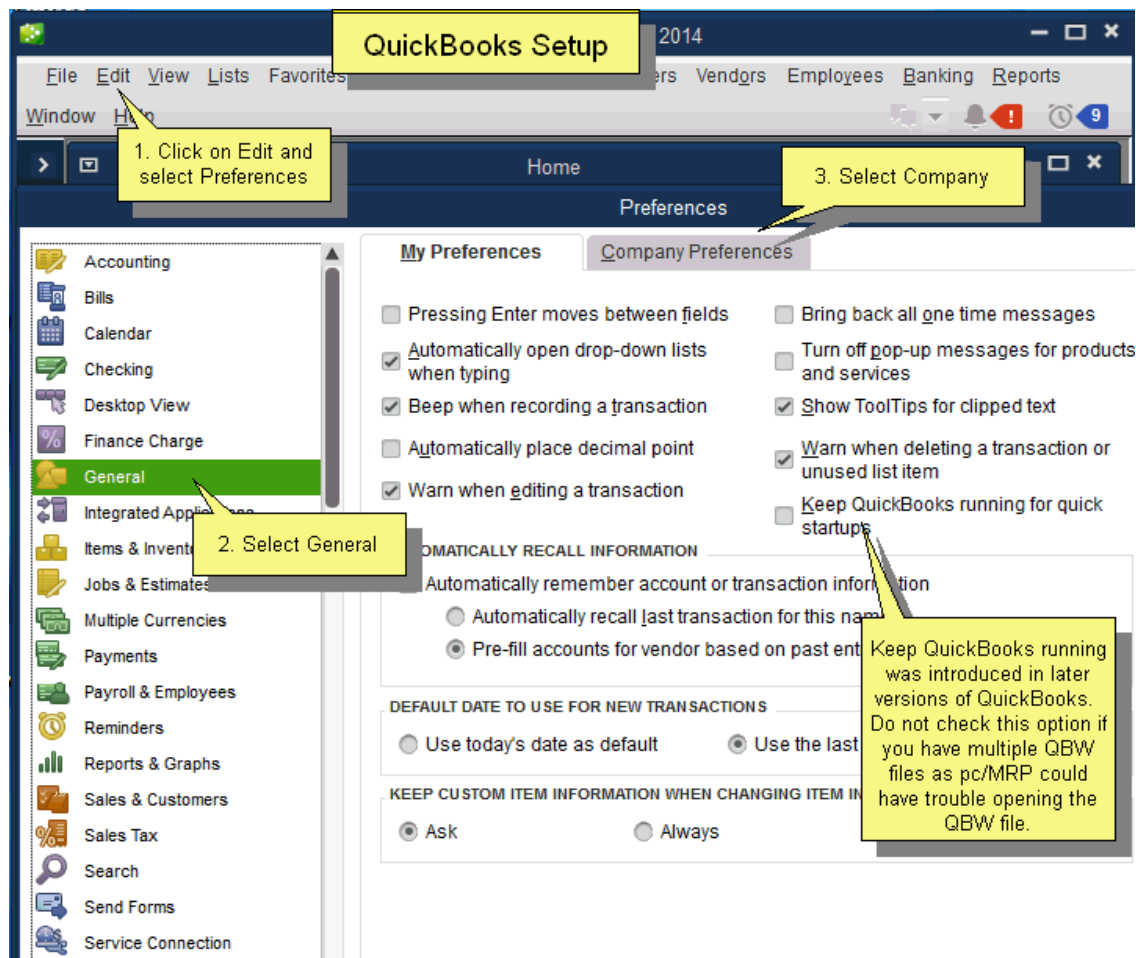 QuickBooks Setup
2014
File Edit View Lists Favorites ers Vendors Employees Banking Reports
Window Help
! 9
1. Click on Edit and
select Preferences
Home
3. Select Company
Preferences
My Preferences Company Preferences
Accounting
Bills
Calendar
Checking
Desktop View
Finance Charge
General
Integrated Applications
2. Select General
Items & Invent
Jobs & Estimates
Multiple Currencies
Payments
Payroll & Employees
Reminders
Reports & Graphs
Sales & Customers
Sales Tax
Search
Send Forms
Service Connection
Pressing Enter moves between fields
Automatically open drop-down lists
when typing
Beep when recording a transaction
Automatically place decimal point
Warn when editing a transaction
Bring back all one time messages
Turn off pop-up messages for products
and services
Show ToolTips for clipped text
Warn when deleting a transaction or
unused list item
Keep QuickBooks running for quick
startups
OMATICALLY RECALL INFORMATION
Automatically remember account or transaction information
Automatically recall last transaction for this nam
Pre-fill accounts for vendor based on past ent
Keep QuickBooks running
was introduced in later
versions of QuickBooks.
Do not check this option if
you have multiple QBW
files as pc/MRP could
have trouble opening the
QBW file.
DEFAULT DATE TO USE FOR NEW TRANSACTIONS
Use today's date as default Use the last
KEEP CUSTOM ITEM INFORMATION WHEN CHANGING ITEM IN
Ask Always